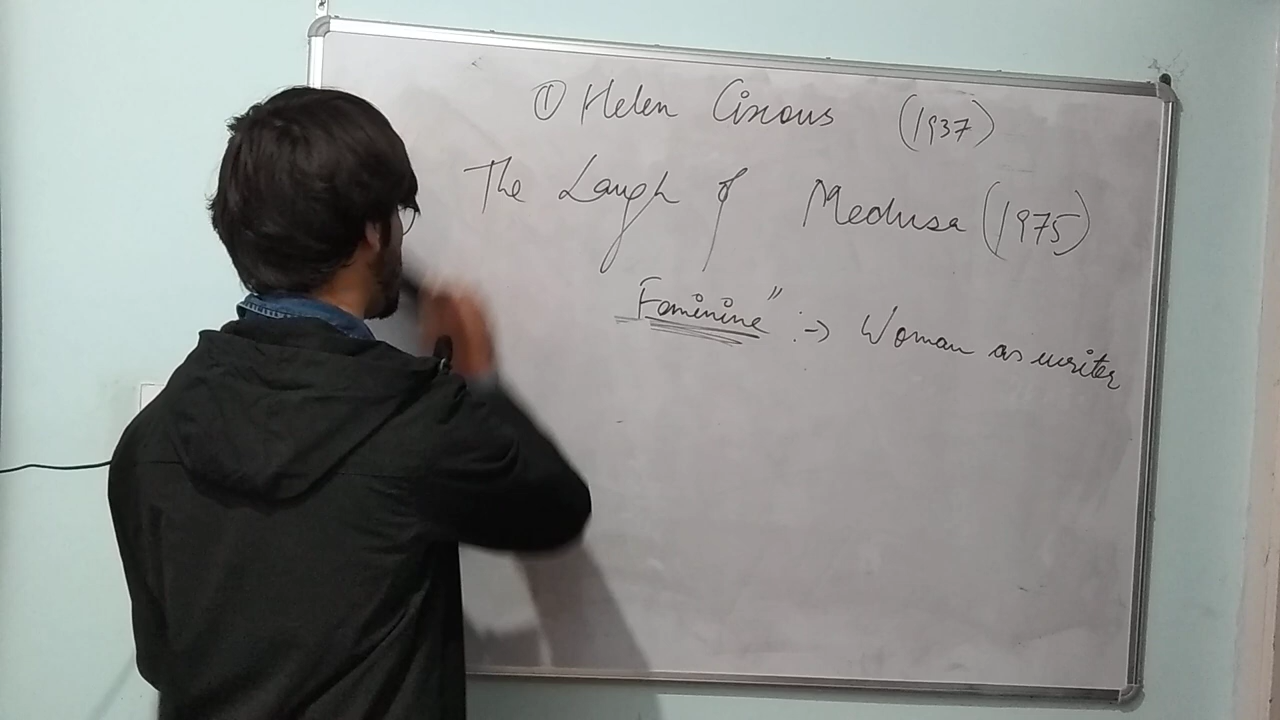 ① Helen Cixous (1937)
The Laugh of Medusa (1975)
Feminine" :→ Woman as writer